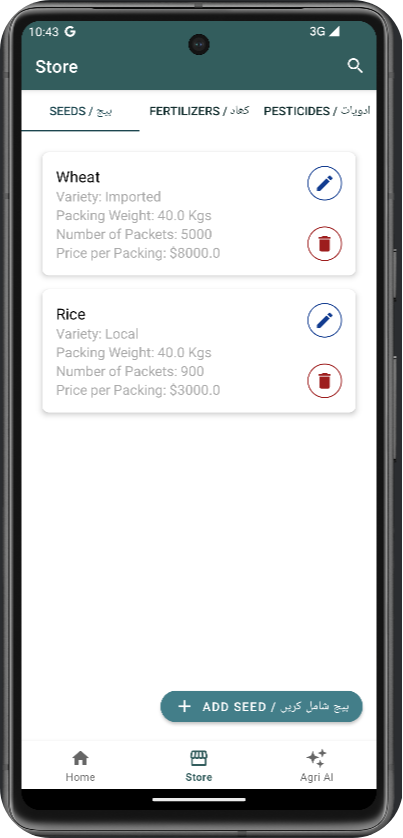 10:43 G 3G
Store
SEEDS / بیج FERTILIZERS / کھاد PESTICIDES / ادویات
Wheat
Variety: Imported
Packing Weight: 40.0 Kgs
Number of Packets: 5000
Price per Packing: $8000.0
Rice
Variety: Local
Packing Weight: 40.0 Kgs
Number of Packets: 900
Price per Packing: $3000.0
+ ADD SEED / بیج شامل کریں
Home Store Agri AI